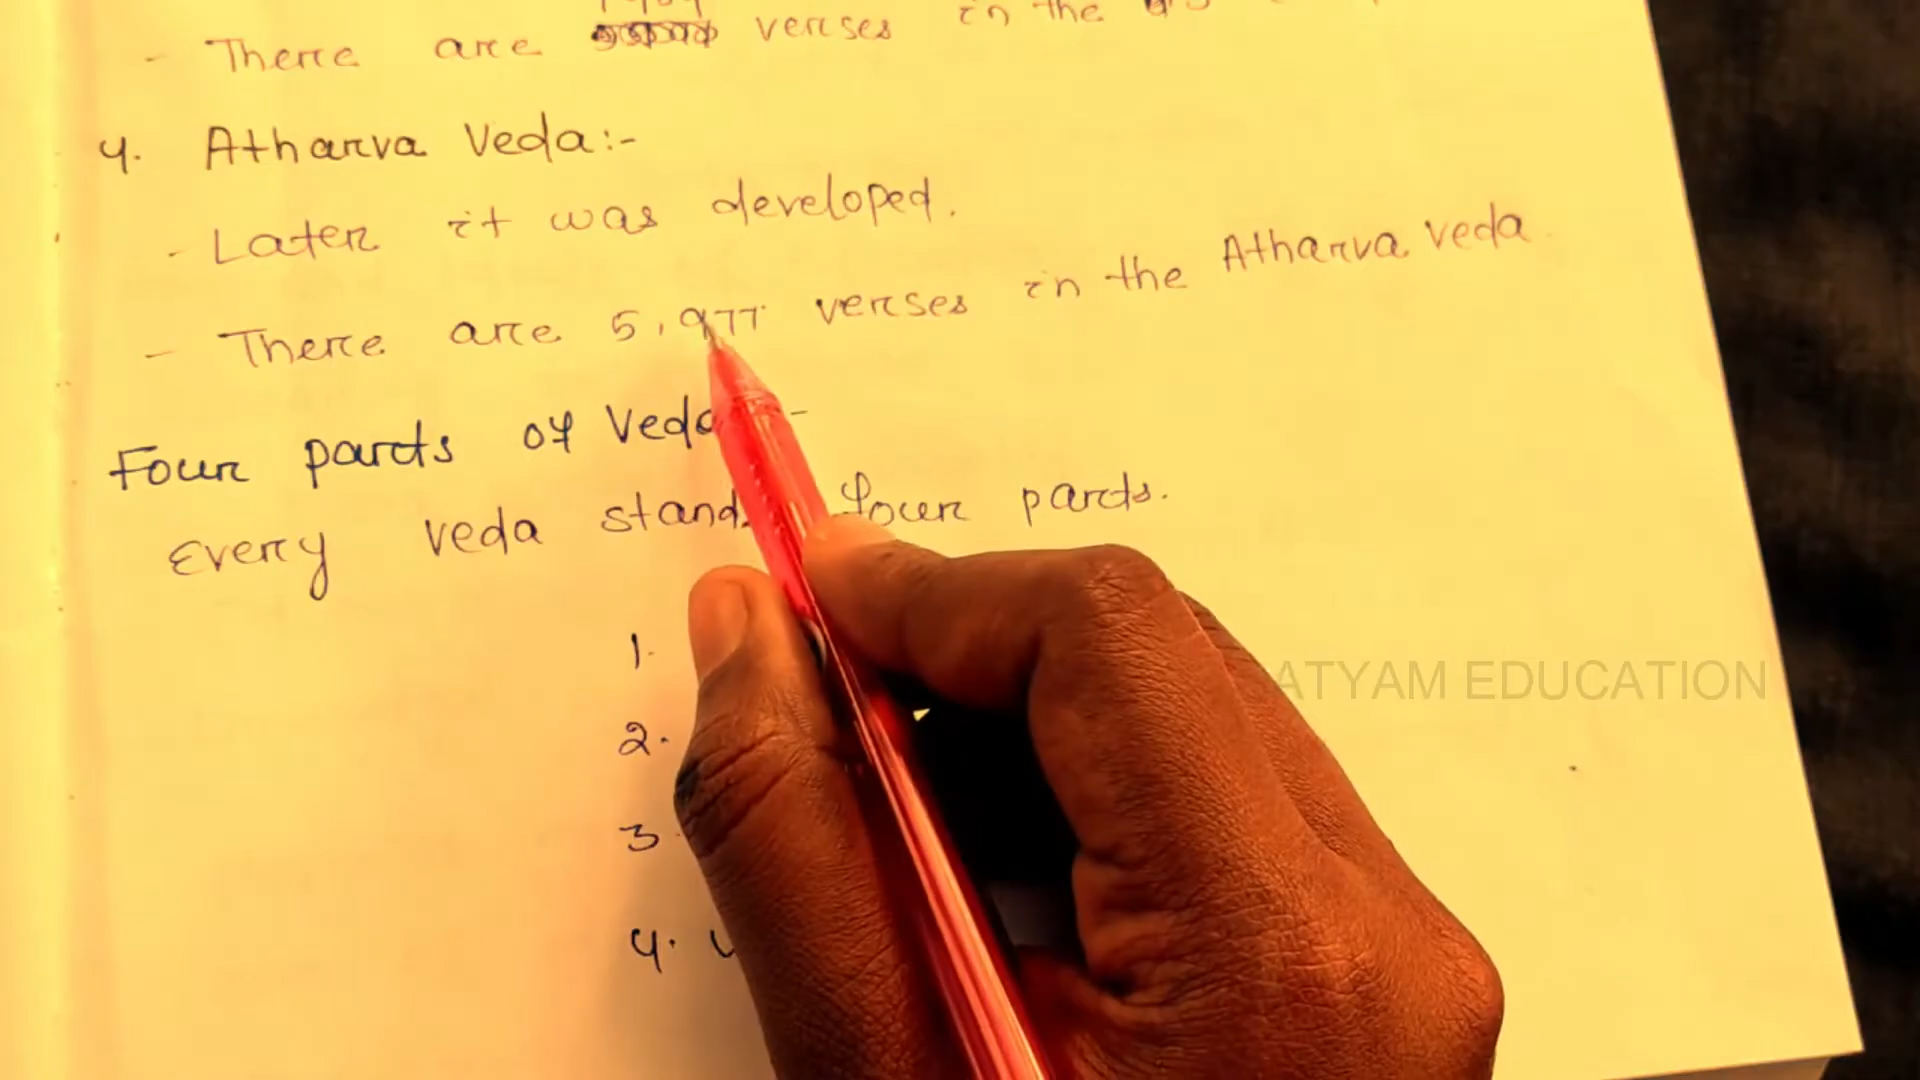 - There are verses in the
4. Atharva Veda:-
- Later it was developed.
- There are 5,977 verses in the Atharva veda.
Four parts of Veda -
Every veda stands four parts.
1.
2.
ATYAM EDUCATION
3.
4.